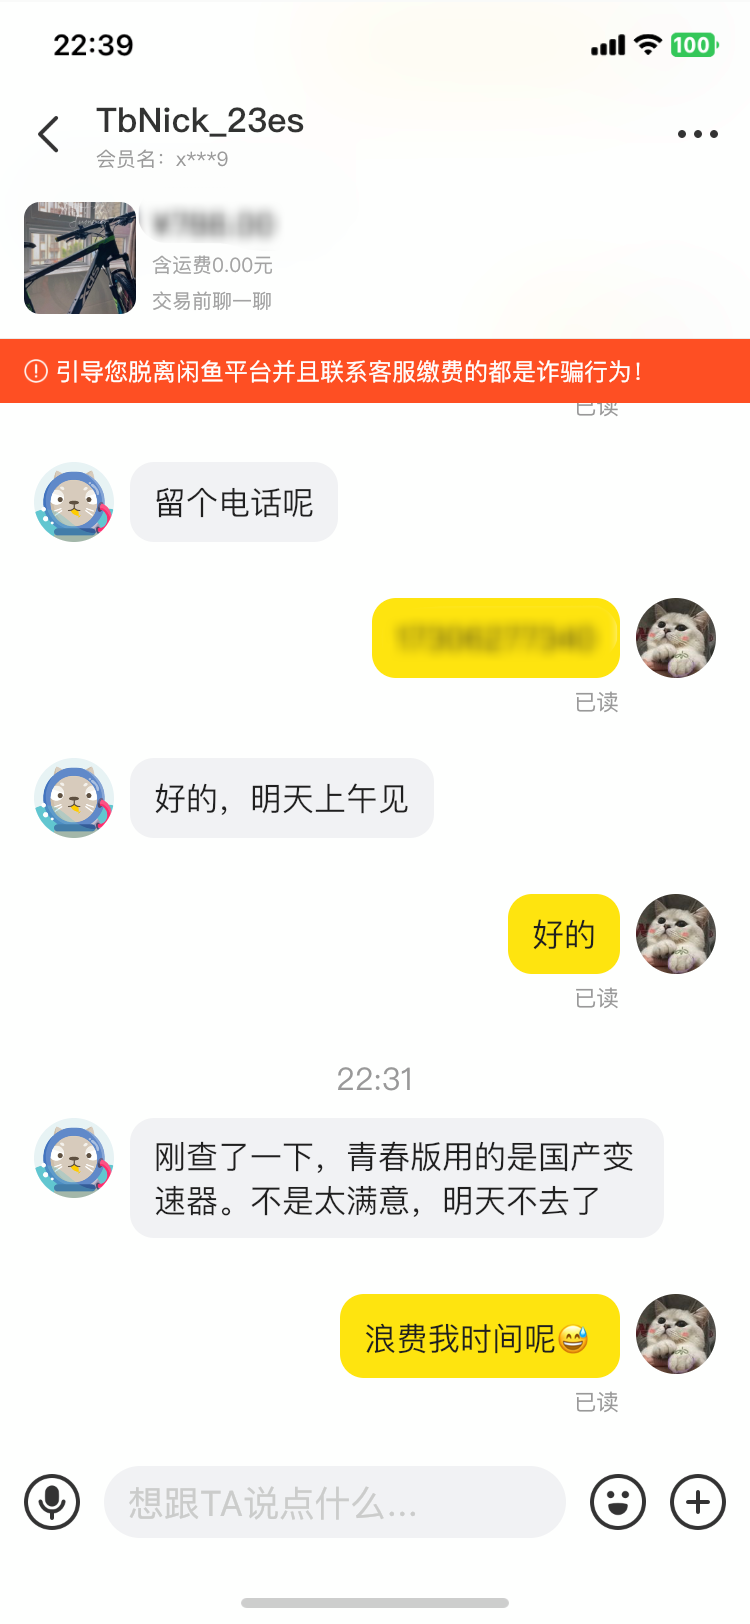 22:39
100
TbNick_23es
会员名：x***9
含运费0.00元
交易前聊一聊
引导您脱离闲鱼平台并且联系客服缴费的都是诈骗行为！
已读
留个电话呢
已读
好的，明天上午见
好的
已读
22:31
刚查了一下，青春版用的是国产变
速器。不是太满意，明天不去了
浪费我时间呢😅
已读
想跟TA说点什么...